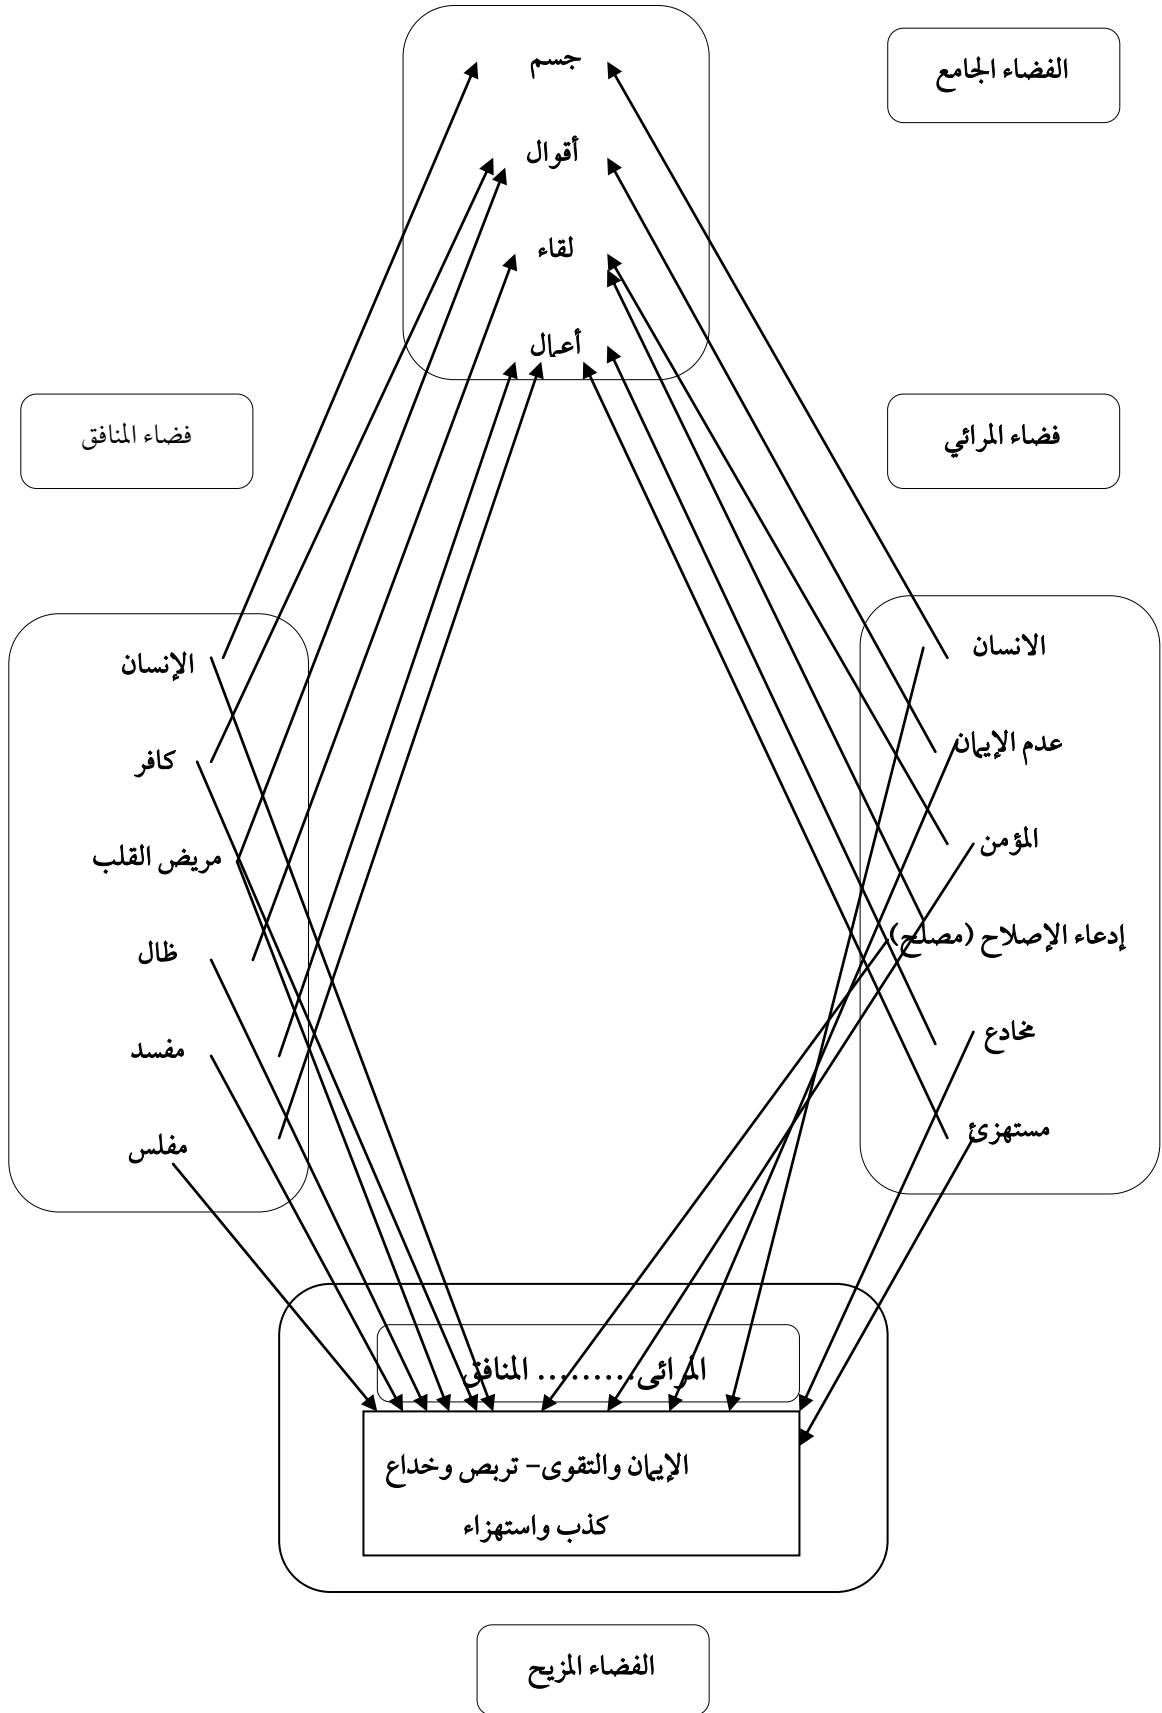 جسم
الفضاء الجامع
أقوال
لقاء
أعمال
فضاء المرائي
فضاء المنافق
الانسان
عدم الإيمان
المؤمن
إدعاء الإصلاح (مصلح)
مخادع
مستهزئ
الإنسان
كافر
مريض القلب
ظال
مفسد
مفلس
المرائى......... المنافق
الإيمان والتقوى- تربص وخداع
كذب واستهزاء
الفضاء المزيح